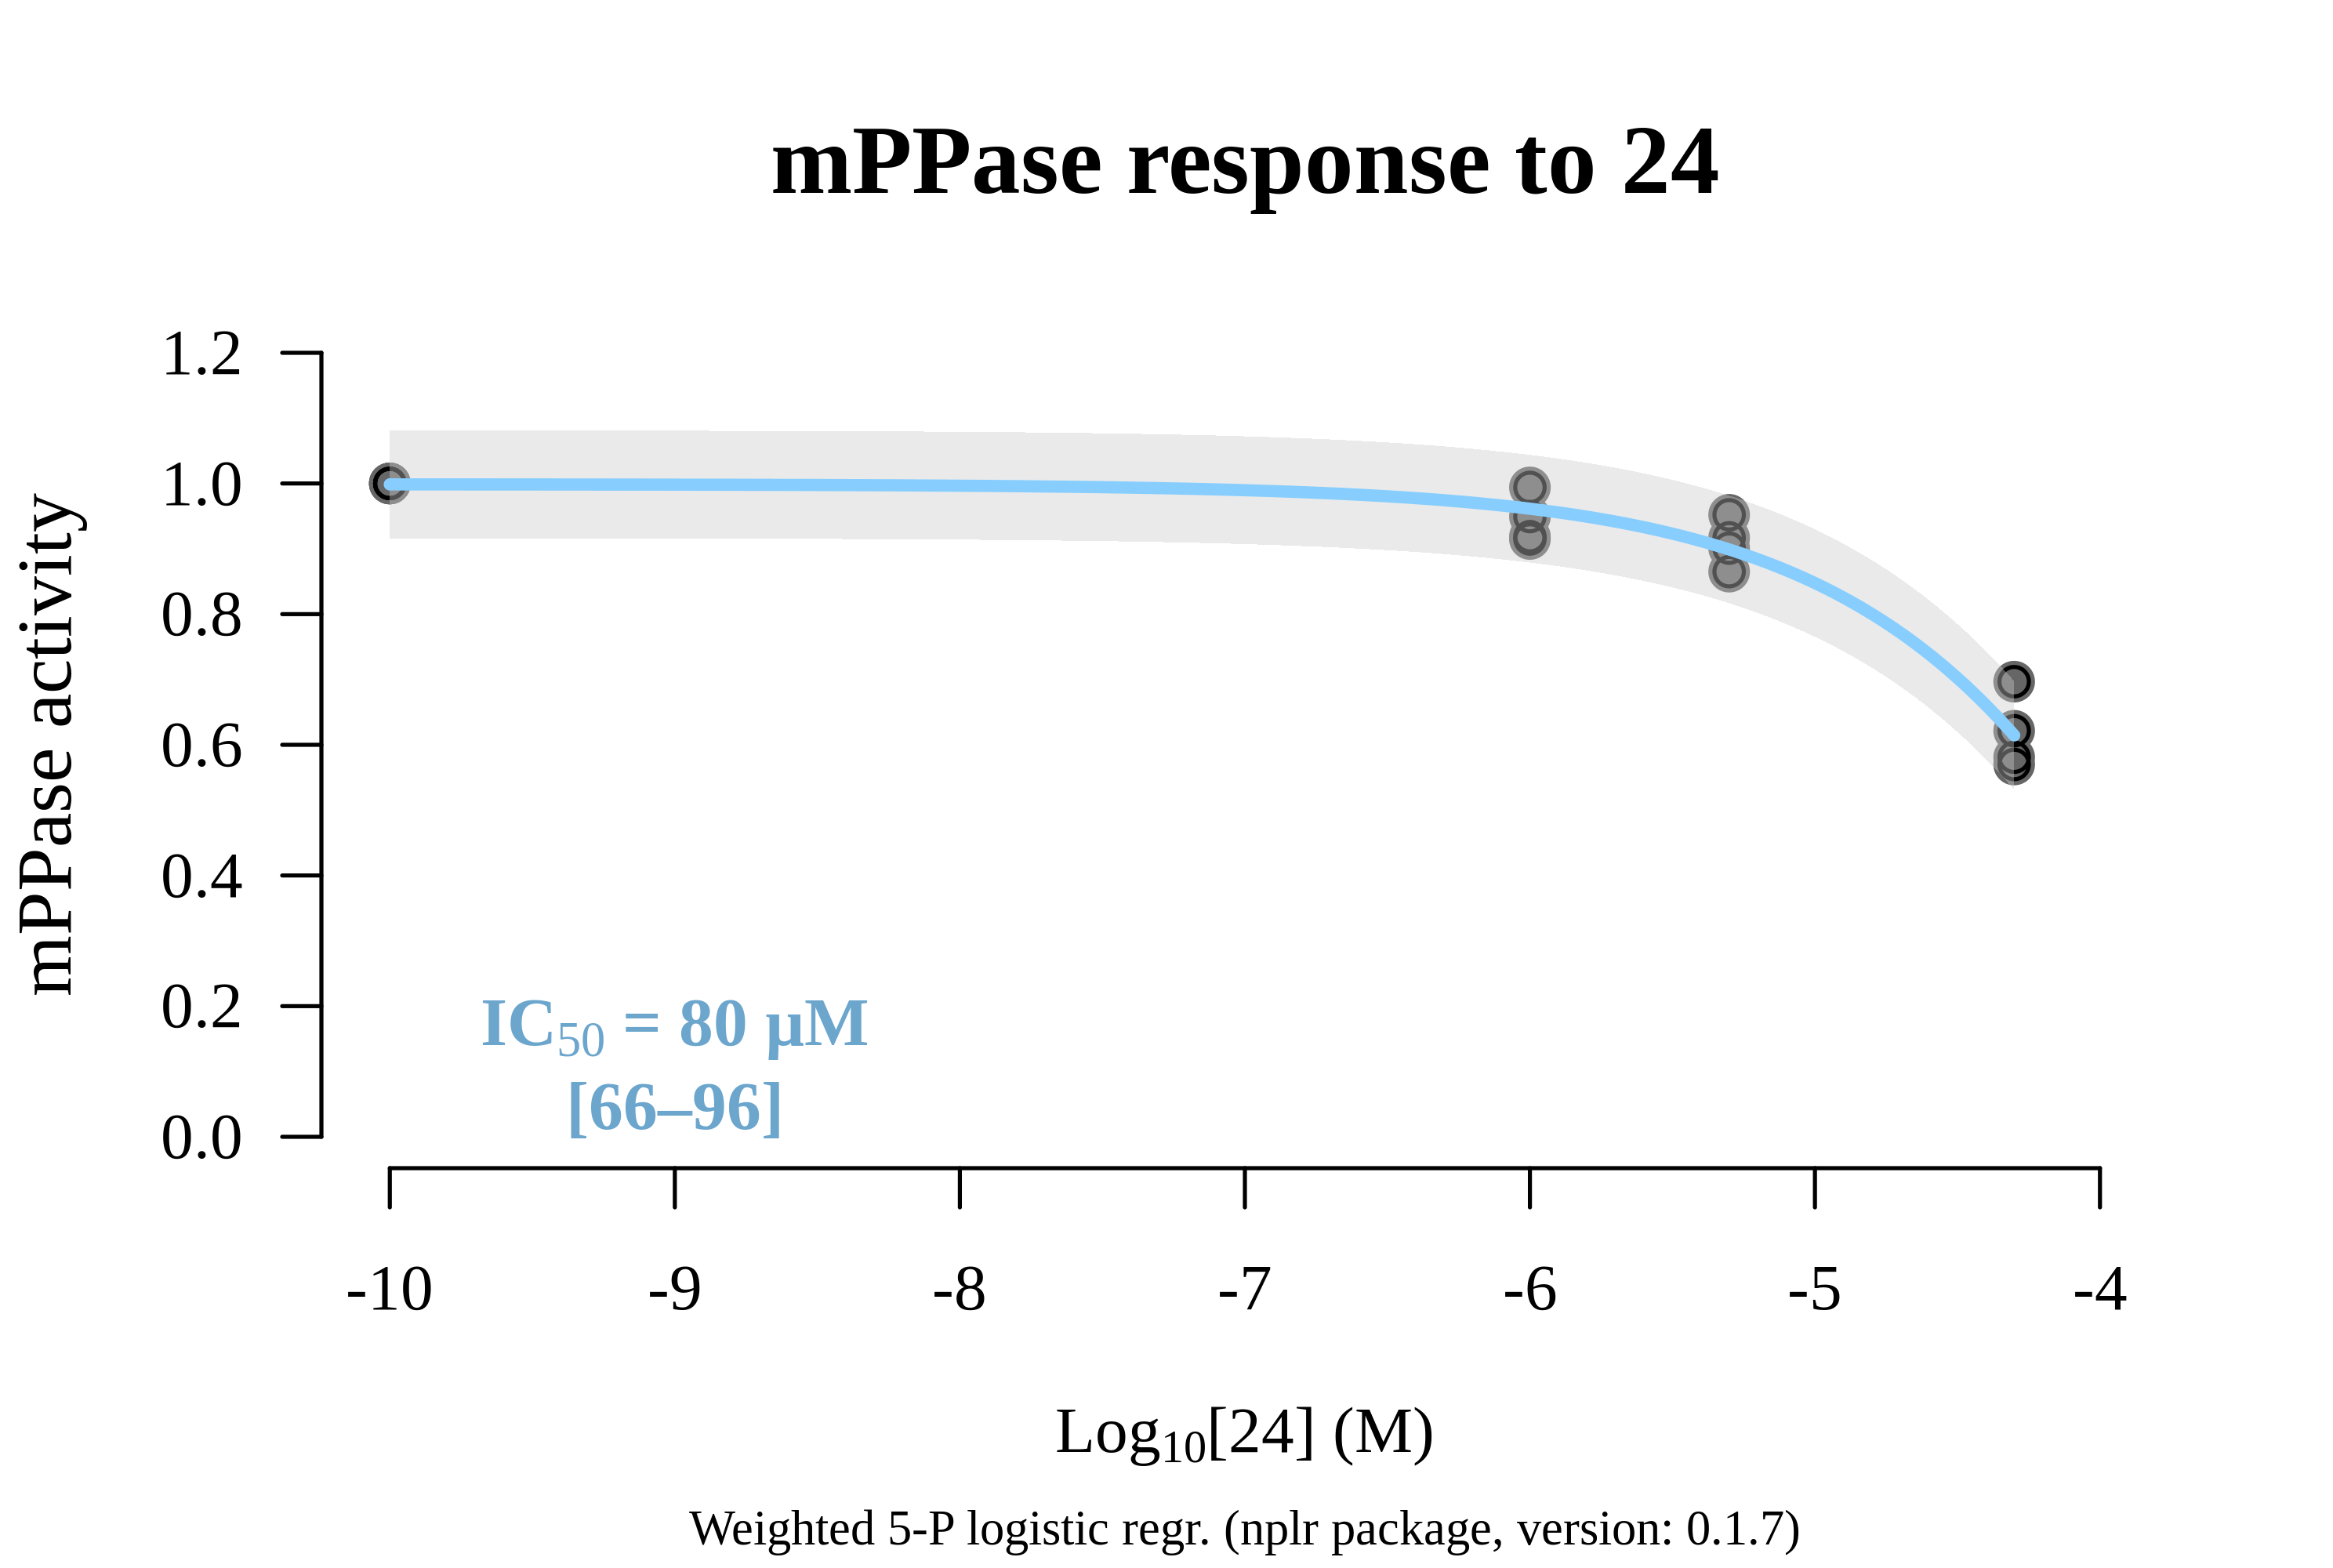 mPPase response to 24
1.2
1.0
0.8
0.6
0.4
0.2
0.0
mPPase activity
IC50 = 80 µM
[66–96]
-10 -9 -8 -7 -6 -5 -4
Log10[24] (M)
Weighted 5-P logistic regr. (nplr package, version: 0.1.7)